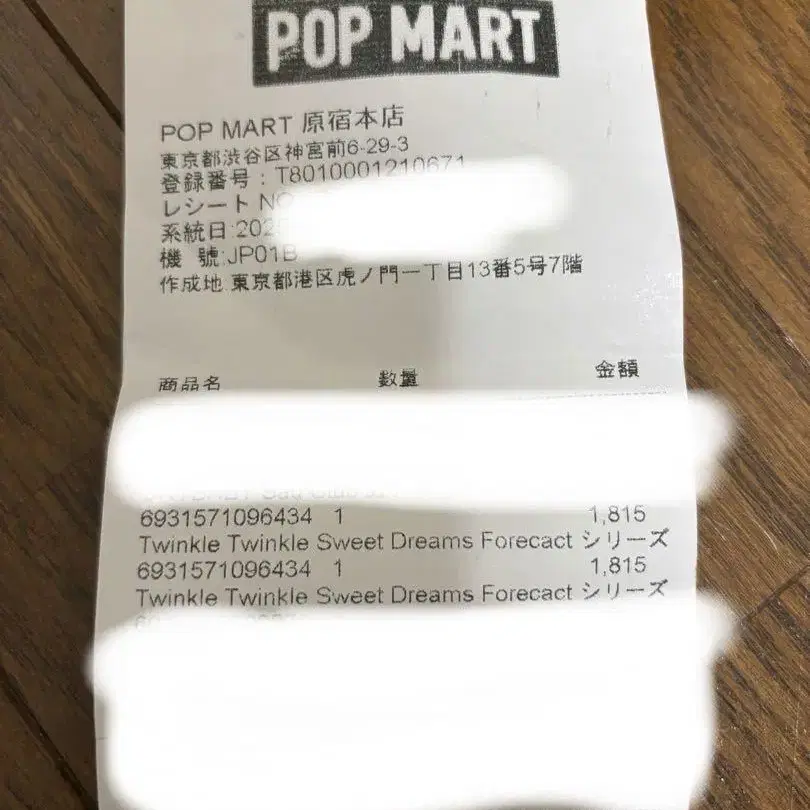 POP MART
POP MART 原宿本店
東京都渋谷区神宮前6-29-3
登録番号：T8010001210671
レシート NO
系統日:202
機 號:JP01B
作成地:東京都港区虎ノ門一丁目13番5号7階
商品名 数量 金額
6931571096434 1 1,815
Twinkle Twinkle Sweet Dreams Forecact シリーズ
6931571096434 1 1,815
Twinkle Twinkle Sweet Dreams Forecact シリーズ